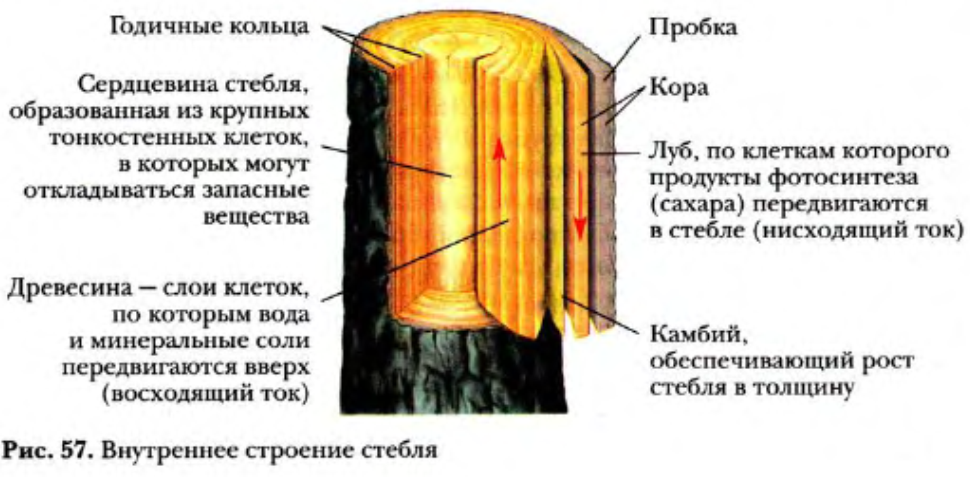 Годичные кольца
Сердцевина стебля,
образованная из крупных
тонкостенных клеток,
в которых могут
откладываться запасные
вещества
Древесина — слои клеток,
по которым вода
и минеральные соли
передвигаются вверх
(восходящий ток)
Пробка
Кора
Луб, по клеткам которого
продукты фотосинтеза
(сахара) передвигаются
в стебле (нисходящий ток)
Камбий,
обеспечивающий рост
стебля в толщину
Рис. 57. Внутреннее строение стебля